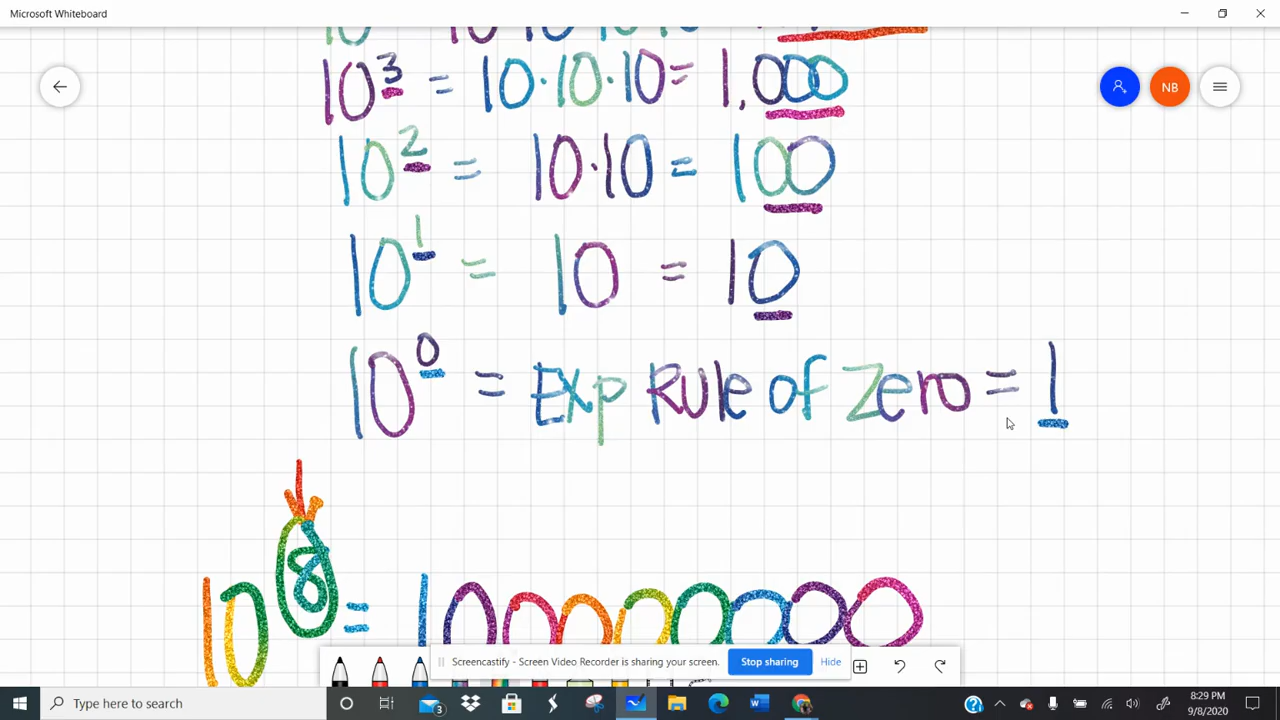 Microsoft Whiteboard
10³ = 10·10·10 = 1,000
NB
10² = 10·10 = 100
10¹ = 10 = 10
10⁰ = Exp Rule of Zero = 1
10⁸ = 100000000
Screencastify - Screen Video Recorder is sharing your screen.
Stop sharing
Hide
Type here to search
3
8:29 PM
9/8/2020